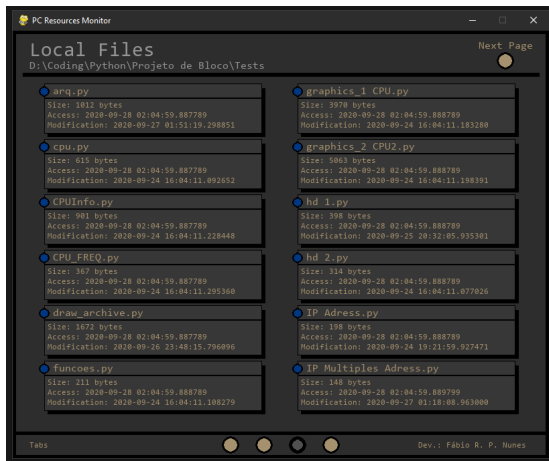 PC Resources Monitor
Local Files
D:\Coding\Python\Projeto de Bloco\Tests
Next Page
arq.py
Size: 1012 bytes
Access: 2020-09-28 02:04:59.887789
Modification: 2020-09-27 01:51:19.298851
cpu.py
Size: 615 bytes
Access: 2020-09-28 02:04:59.887789
Modification: 2020-09-24 16:04:11.092652
CPUInfo.py
Size: 901 bytes
Access: 2020-09-28 02:04:59.887789
Modification: 2020-09-24 16:04:11.228448
CPU_FREQ.py
Size: 367 bytes
Access: 2020-09-28 02:04:59.887789
Modification: 2020-09-24 16:04:11.295360
draw_archive.py
Size: 1672 bytes
Access: 2020-09-28 02:04:59.887789
Modification: 2020-09-26 23:48:15.796096
funcoes.py
Size: 211 bytes
Access: 2020-09-28 02:04:59.888789
Modification: 2020-09-24 16:04:11.108279
graphics_1 CPU.py
Size: 3970 bytes
Access: 2020-09-28 02:04:59.888789
Modification: 2020-09-24 16:04:11.183280
graphics_2 CPU2.py
Size: 5063 bytes
Access: 2020-09-28 02:04:59.888789
Modification: 2020-09-24 16:04:11.198391
hd 1.py
Size: 398 bytes
Access: 2020-09-28 02:04:59.888789
Modification: 2020-09-25 20:32:05.935301
hd 2.py
Size: 314 bytes
Access: 2020-09-28 02:04:59.888789
Modification: 2020-09-24 16:04:11.077026
IP Adress.py
Size: 198 bytes
Access: 2020-09-28 02:04:59.888789
Modification: 2020-09-24 19:21:59.927471
IP Multiples Adress.py
Size: 148 bytes
Access: 2020-09-28 02:04:59.889799
Modification: 2020-09-27 01:18:08.963000
Tabs
Dev.: Fábio R. P. Nunes